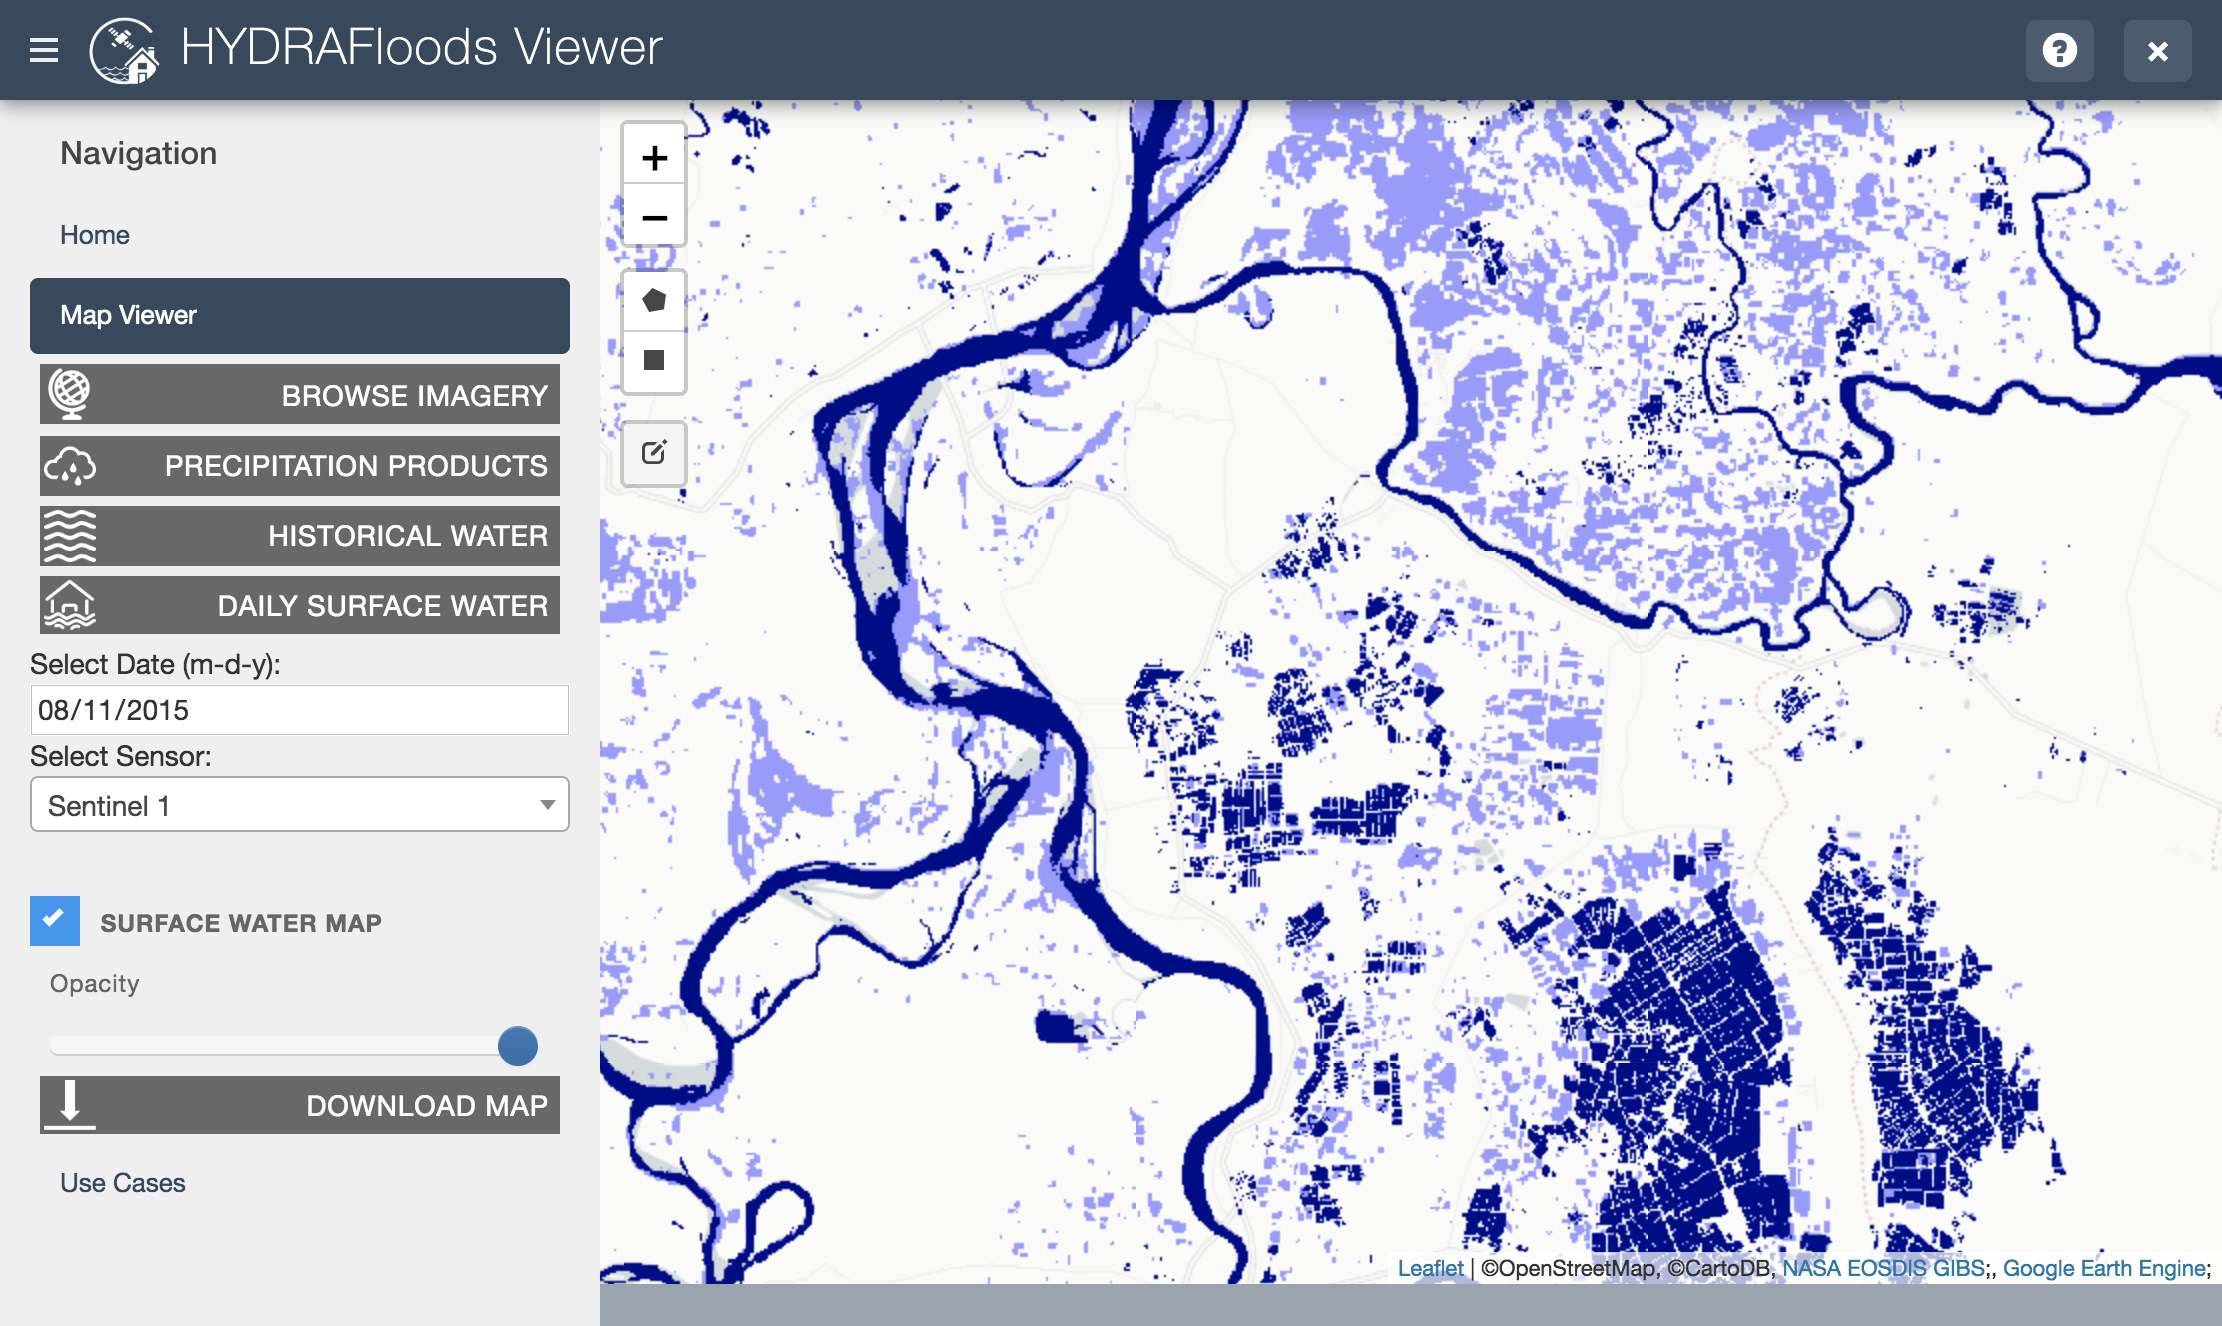 HYDRAFloods Viewer
Navigation
Home
Map Viewer
BROWSE IMAGERY
PRECIPITATION PRODUCTS
HISTORICAL WATER
DAILY SURFACE WATER
Select Date (m-d-y):
08/11/2015
Select Sensor:
Sentinel 1
SURFACE WATER MAP
Opacity
DOWNLOAD MAP
Use Cases
Leaflet | ©OpenStreetMap, ©CartoDB, NASA EOSDIS GIBS;, Google Earth Engine;